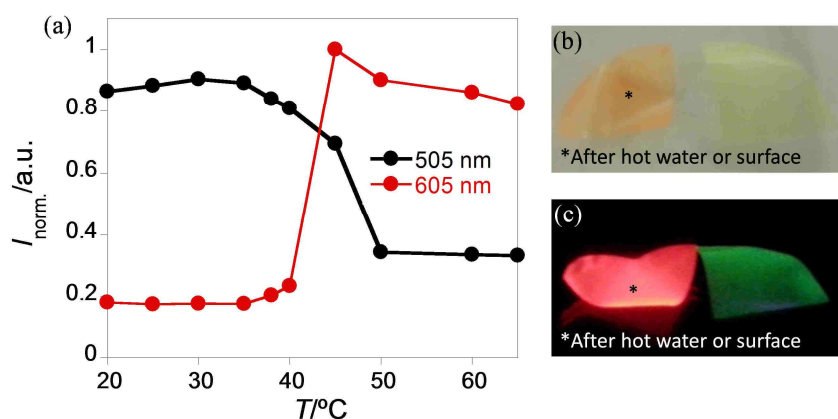 (a)
1
0.8
0.6
0.4
0.2
0
I norm./a.u.
505 nm
605 nm
20
30
40
50
60
T/ºC
(b)
*
*After hot water or surface
(c)
*
*After hot water or surface